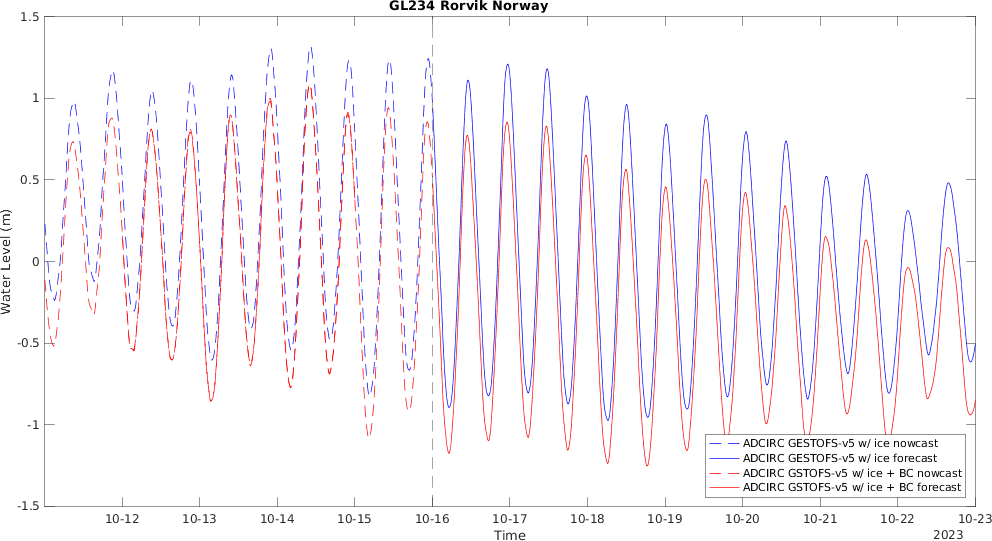 GL234 Rorvik Norway
1.5
1
0.5
0
-0.5
-1
-1.5
Water Level (m)
ADCIRC GESTOFS-v5 w/ ice nowcast
ADCIRC GESTOFS-v5 w/ ice forecast
ADCIRC GSTOFS-v5 w/ ice + BC nowcast
ADCIRC GSTOFS-v5 w/ ice + BC forecast
10-12 10-13 10-14 10-15 10-16 10-17 10-18 10-19 10-20 10-21 10-22 10-23
Time
2023